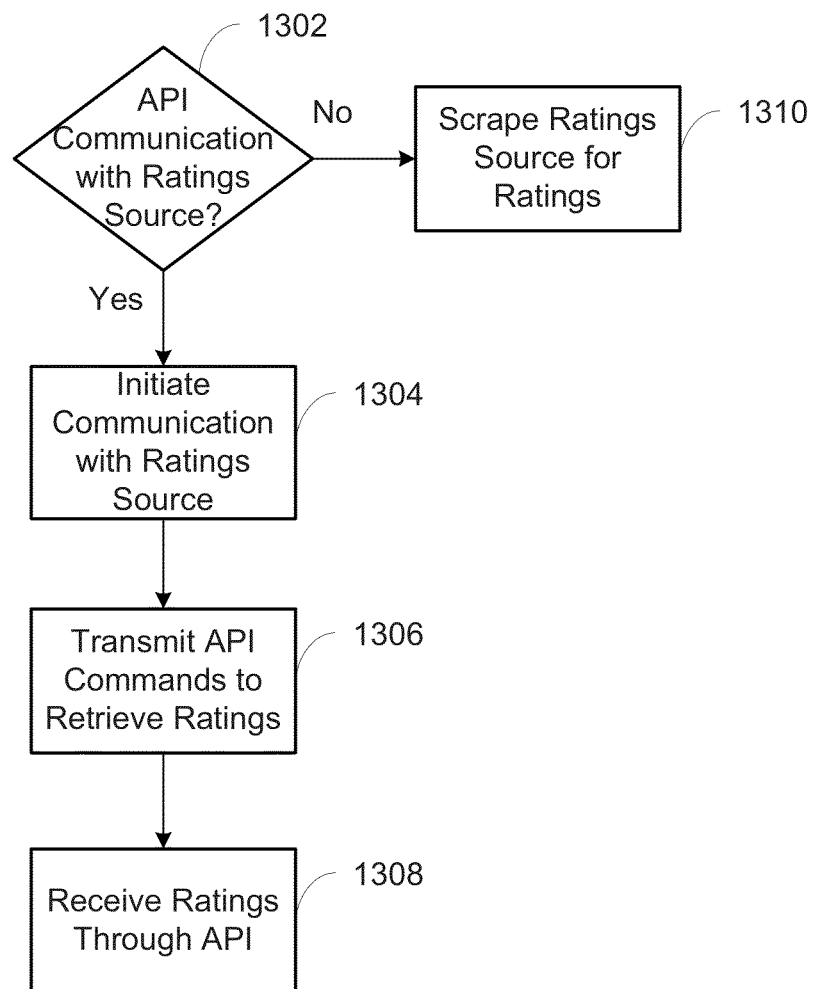 1302
API
Communication
with Ratings
Source?
No
Scrape Ratings
Source for
Ratings
1310
Yes
Initiate
Communication
with Ratings
Source
1304
Transmit API
Commands to
Retrieve Ratings
1306
Receive Ratings
Through API
1308